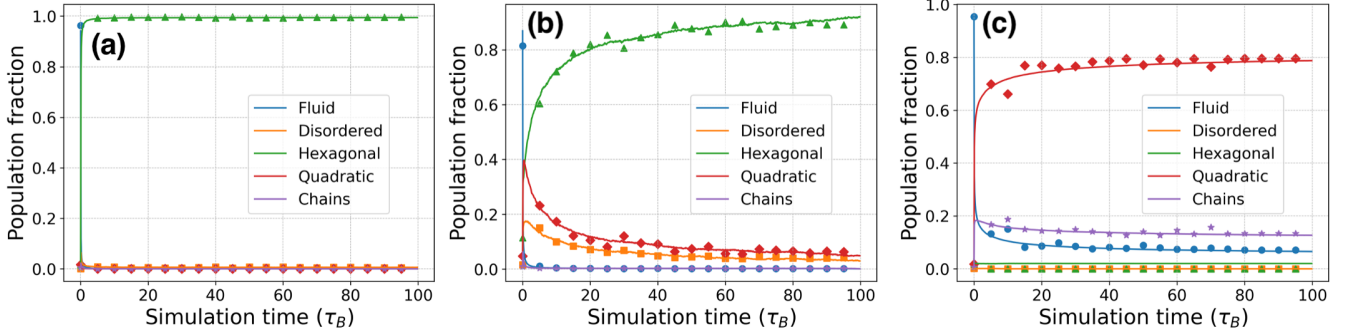 (a)
1.0
0.8
0.6
0.4
0.2
0.0
Population fraction
Fluid
Disordered
Hexagonal
Quadratic
Chains
0 20 40 60 80 100
Simulation time (τB)
(b)
0.8
0.6
0.4
0.2
0.0
Population fraction
Fluid
Disordered
Hexagonal
Quadratic
Chains
0 20 40 60 80 100
Simulation time (τB)
(c)
1.0
0.8
0.6
0.4
0.2
0.0
Population fraction
Fluid
Disordered
Hexagonal
Quadratic
Chains
0 20 40 60 80 100
Simulation time (τB)